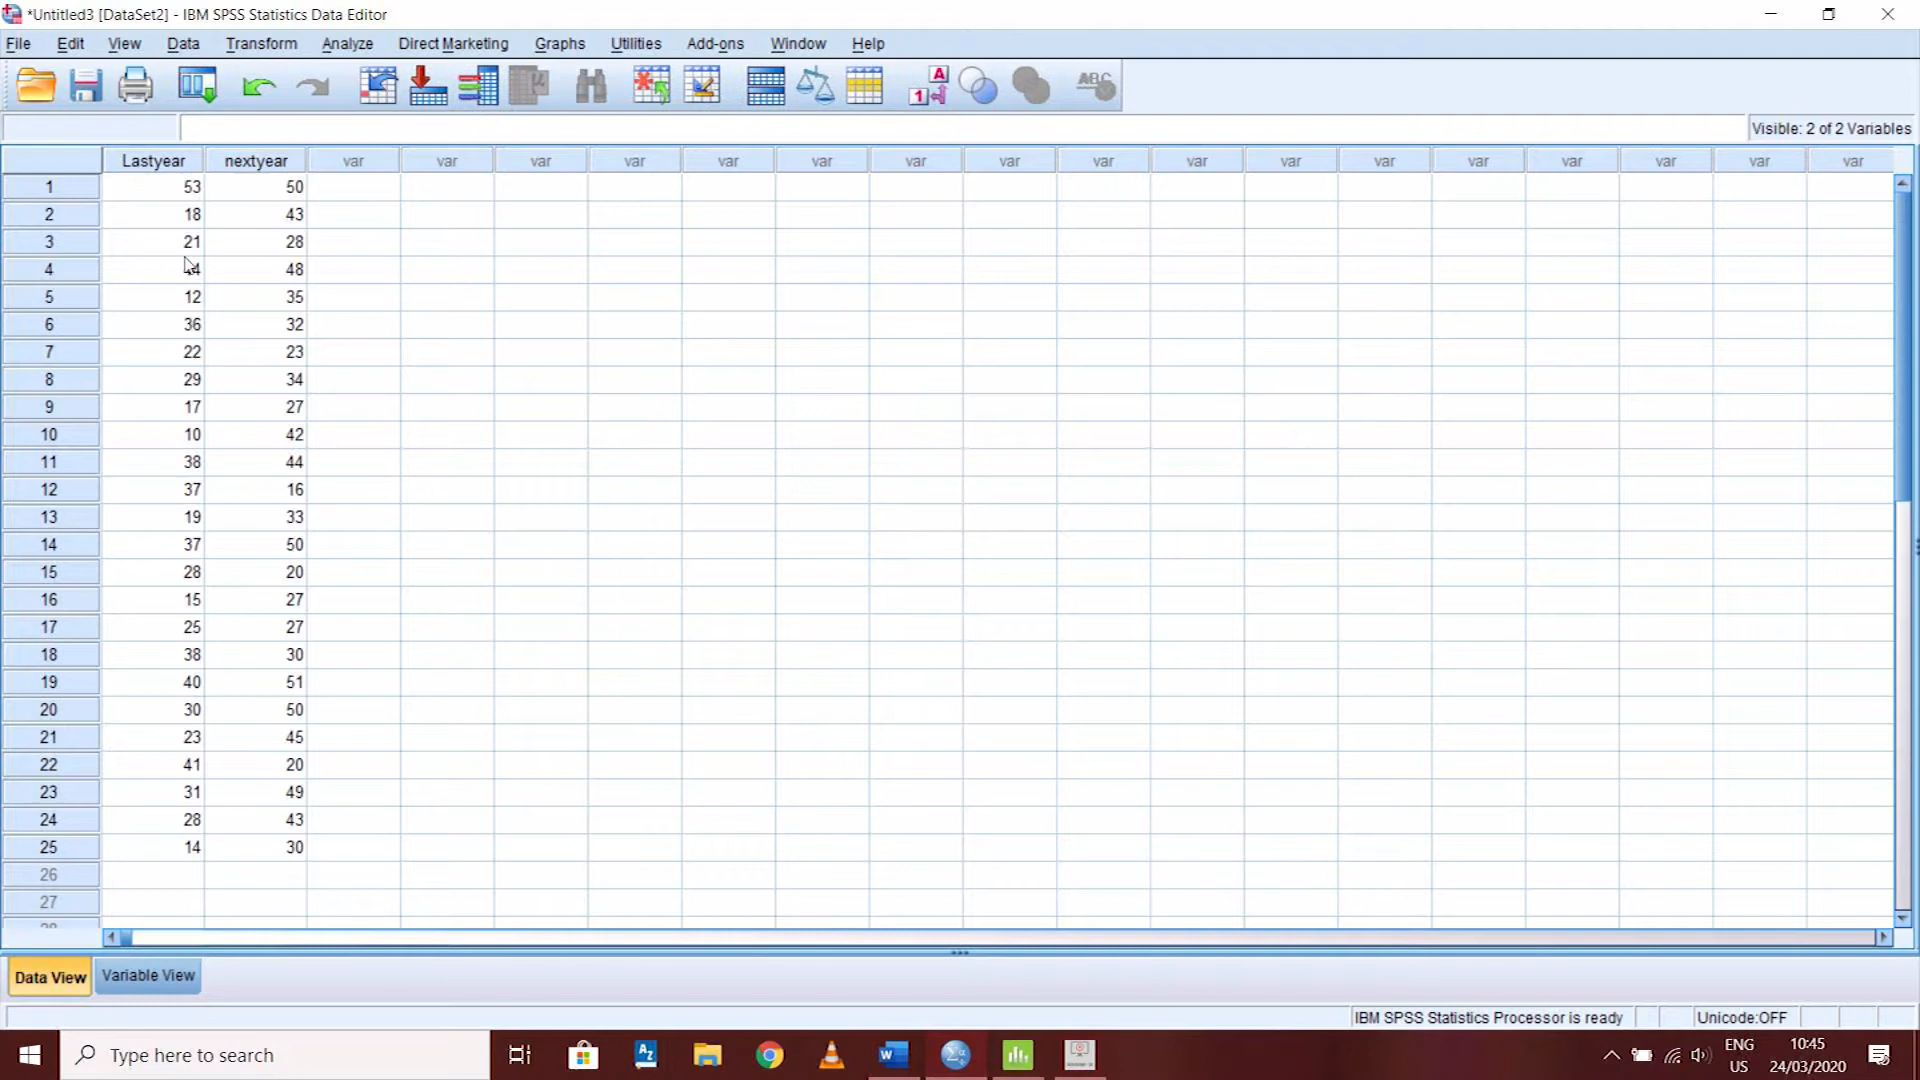 *Untitled3 [DataSet2] - IBM SPSS Statistics Data Editor
File Edit View Data Transform Analyze Direct Marketing Graphs Utilities Add-ons Window Help
Visible: 2 of 2 Variables
Lastyear nextyear var var var var var var var var var var var var var var var var var
1 53 50
2 18 43
3 21 28
4 48
5 12 35
6 36 32
7 22 23
8 29 34
9 17 27
10 10 42
11 38 44
12 37 16
13 19 33
14 37 50
15 28 20
16 15 27
17 25 27
18 38 30
19 40 51
20 30 50
21 23 45
22 41 20
23 31 49
24 28 43
25 14 30
26
27
Data View Variable View
IBM SPSS Statistics Processor is ready Unicode:OFF
Type here to search
ENG
US
10:45
24/03/2020